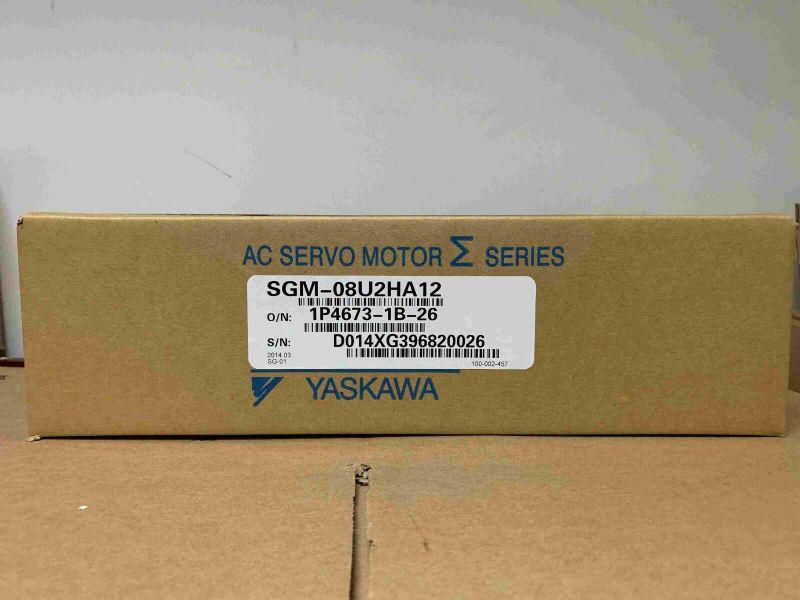 AC SERVO MOTOR Σ SERIES
SGM-08U2HA12
O/N: 1P4673-1B-26
S/N: D014XG396820026
2014.03
SG-01 100-002-457
YASKAWA